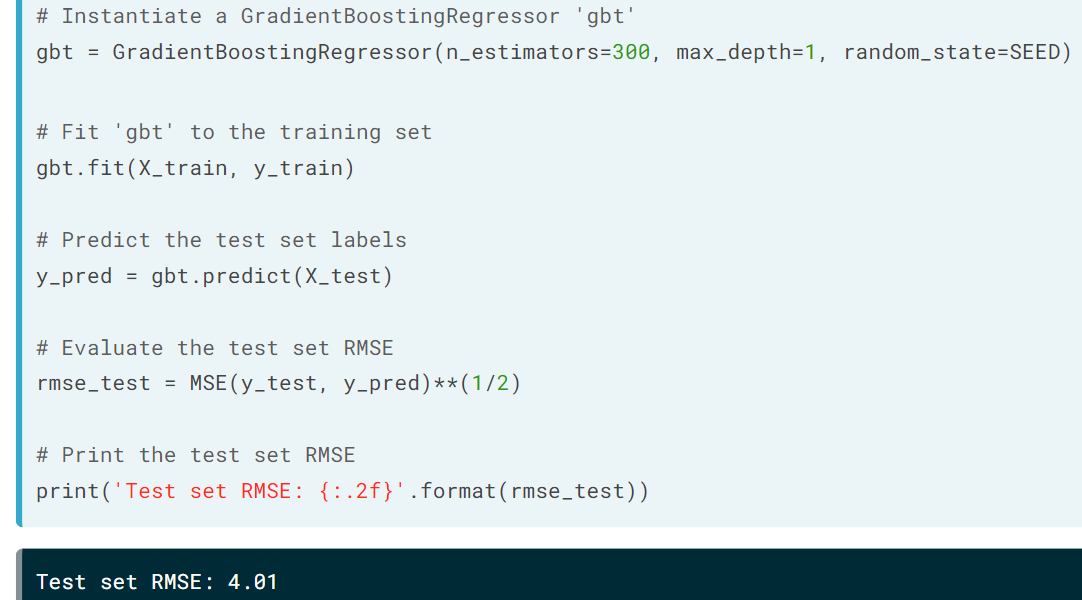 # Instantiate a GradientBoostingRegressor 'gbt'
gbt = GradientBoostingRegressor(n_estimators=300, max_depth=1, random_state=SEED)
# Fit 'gbt' to the training set
gbt.fit(X_train, y_train)
# Predict the test set labels
y_pred = gbt.predict(X_test)
# Evaluate the test set RMSE
rmse_test = MSE(y_test, y_pred)**(1/2)
# Print the test set RMSE
print('Test set RMSE: {:.2f}'.format(rmse_test))
Test set RMSE: 4.01